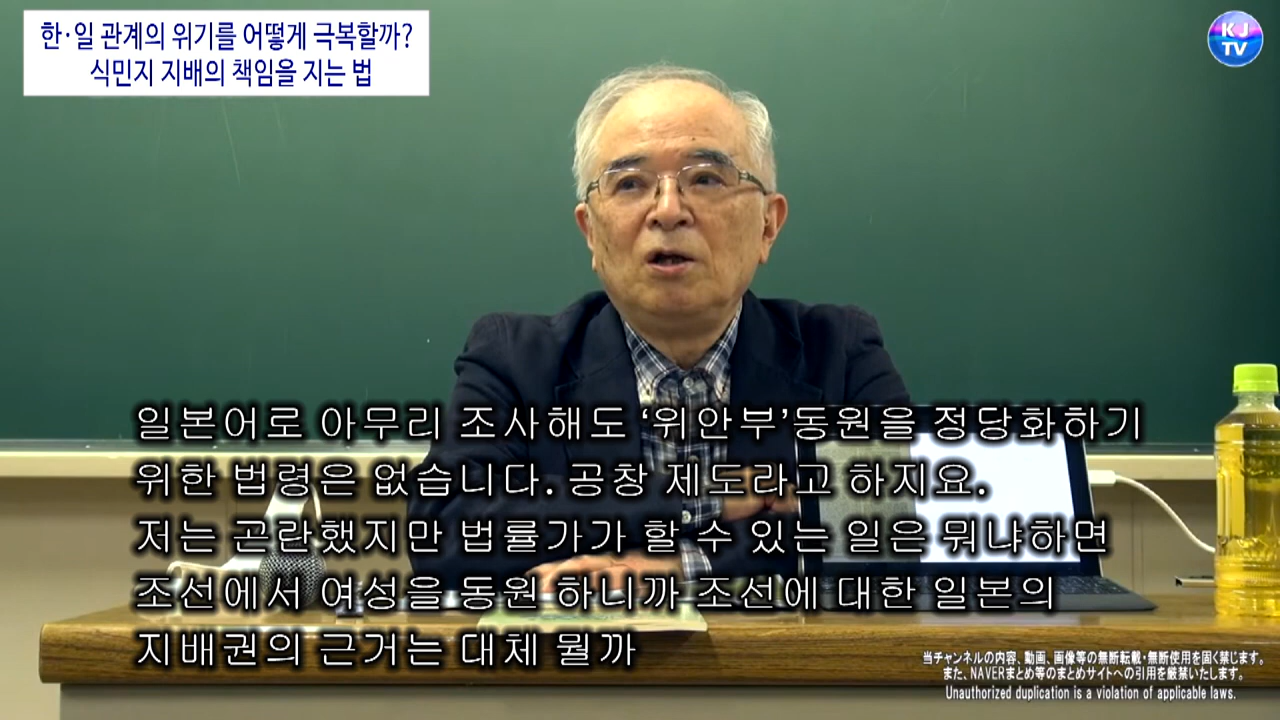 한·일 관계의 위기를 어떻게 극복할까?
식민지 지배의 책임을 지는 법
KJ
TV
일본어로 아무리 조사해도 ‘위안부’동원을 정당화하기
위한 법령은 없습니다. 공창 제도라고 하지요.
저는 곤란했지만 법률가가 할 수 있는 일은 뭐냐하면
조선에서 여성을 동원 하니까 조선에 대한 일본의
지배권의 근거는 대체 뭘까
当チャンネルの内容、動画、画像等の無断転載・無断使用を固く禁じます。
また、NAVERまとめ等のまとめサイトへの引用を厳禁いたします。
Unauthorized duplication is a violation of applicable laws.